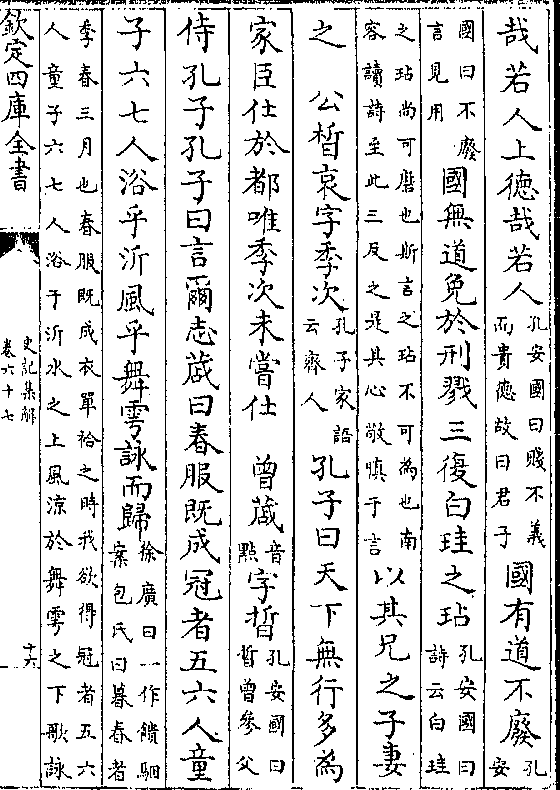 哉若人上德哉若人孔安國曰賤不義而貴德故曰君子國有道不廢孔安
國曰不廢言見用國無道免於刑戮三復白珪之玷孔安國曰詩云白珪
之玷尚可磨也斯言之玷不可為也南容讀詩至此三反之是其心敬慎于言以其兄之子妻
之　公晳哀字季次孔子家語云齊人孔子曰天下無行多為
家臣仕於都唯季次未嘗仕　曾蒧音點字晳孔安國曰晳曾參父
侍孔子孔子曰言爾志蒧曰春服既成冠者五六人童
子六七人浴乎沂風乎舞雩詠而歸徐廣曰一作饋駰案包氏曰暮春者
季春三月也春服既成衣單袷之時我欲得冠者五六人童子六七人浴于沂水之上風涼於舞雩之下歌詠
欽定四庫全書
史記集解
卷六十七
十六